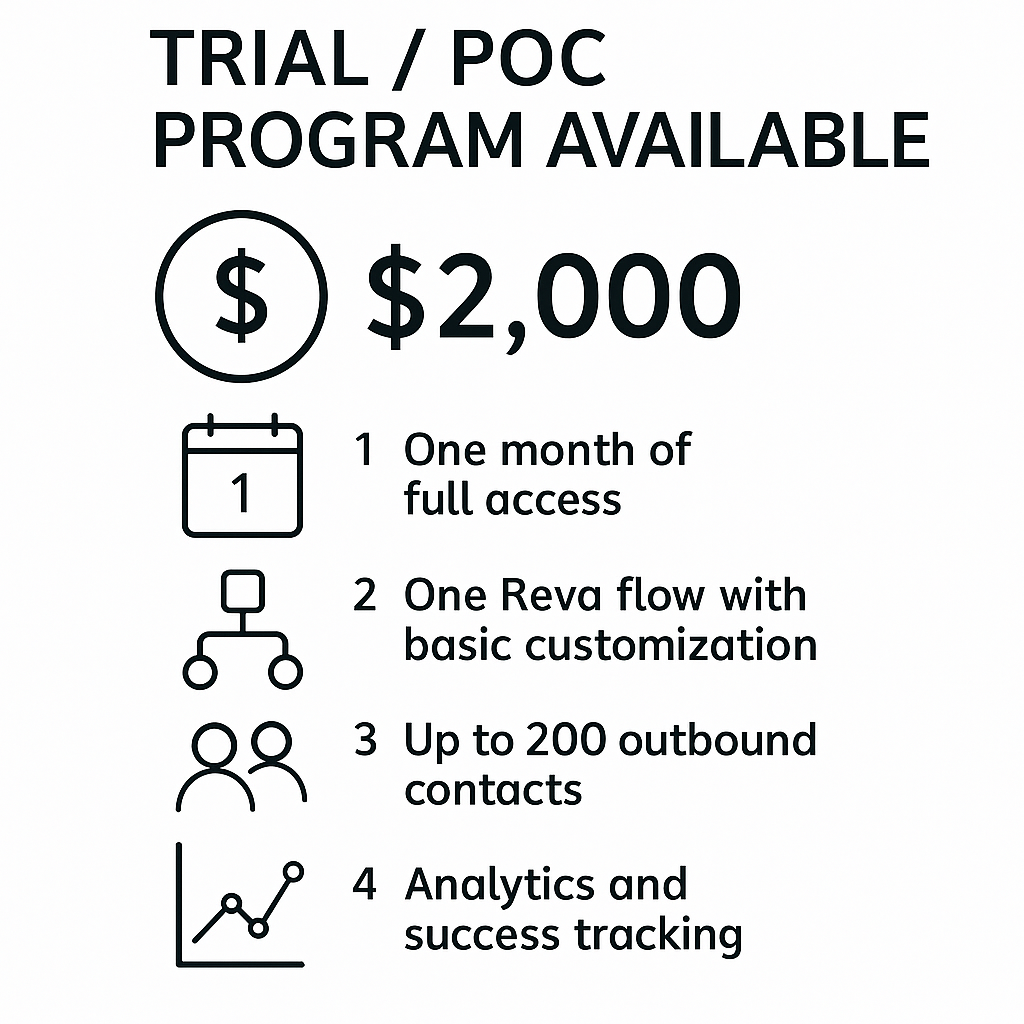 TRIAL / POC
PROGRAM AVAILABLE
$ $2,000
1
1 One month of
full access
2 One Reva flow with
basic customization
3 Up to 200 outbound
contacts
4 Analytics and
success tracking